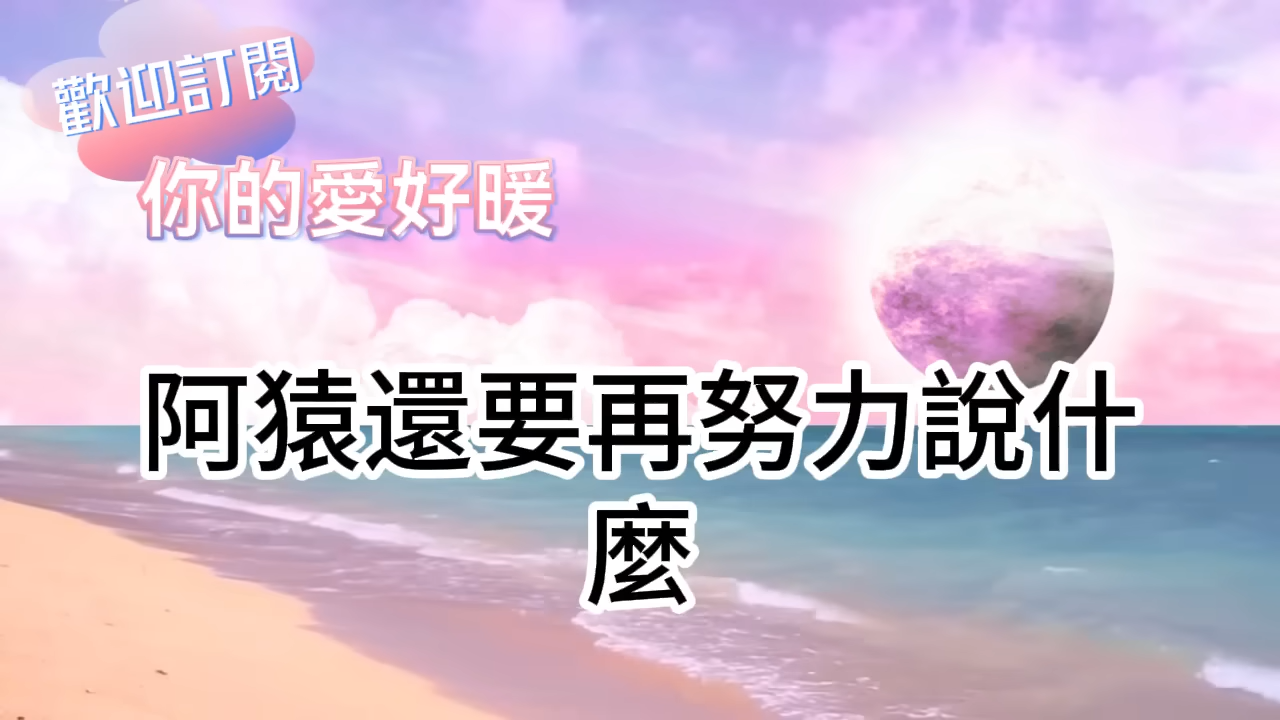 歡迎訂閱
你的愛好暖
阿猿還要再努力說什
麼